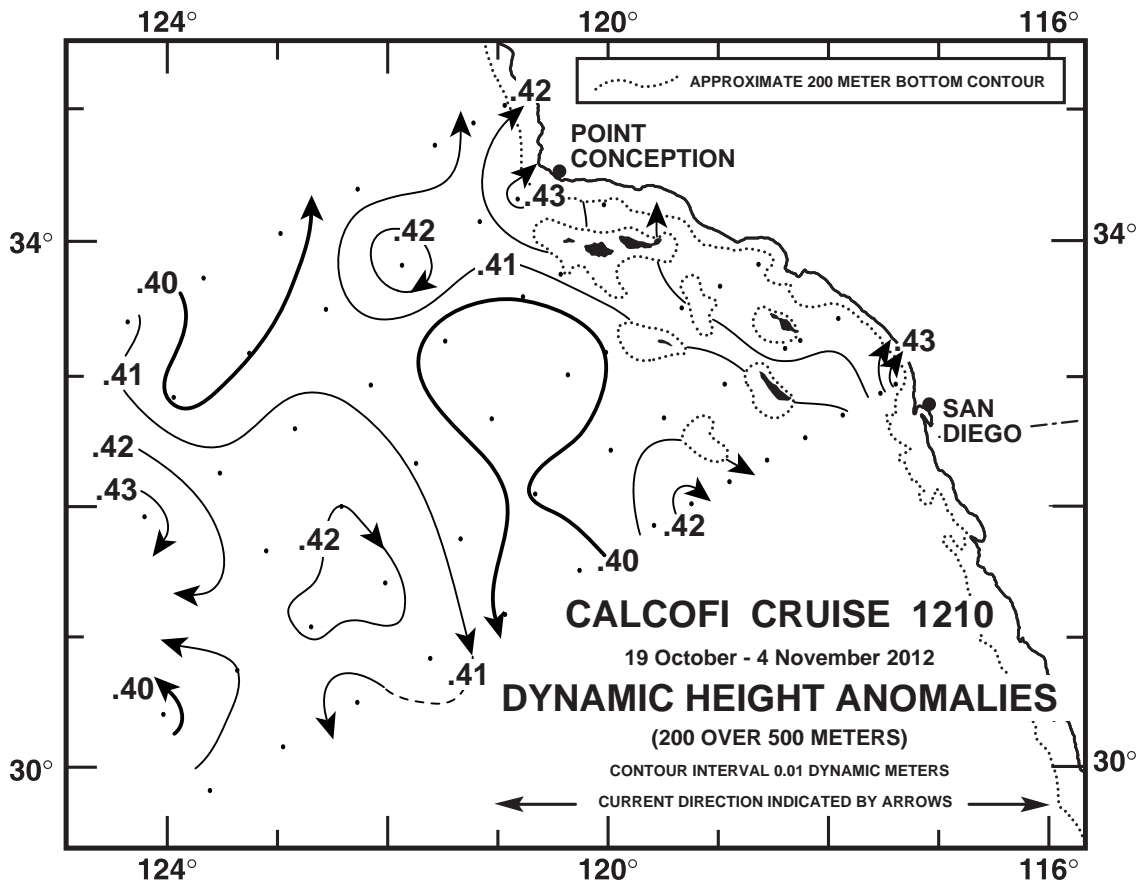 124° 120° 116°
APPROXIMATE 200 METER BOTTOM CONTOUR
.42
POINT
CONCEPTION
.43
34° .42 34°
.41
.40
.43
.41
SAN
DIEGO
.42
.43
.42
.42
.40
CALCOFI CRUISE 1210
19 October - 4 November 2012
.41
.40
DYNAMIC HEIGHT ANOMALIES
(200 OVER 500 METERS)
30° 30°
CONTOUR INTERVAL 0.01 DYNAMIC METERS
CURRENT DIRECTION INDICATED BY ARROWS
124° 120° 116°